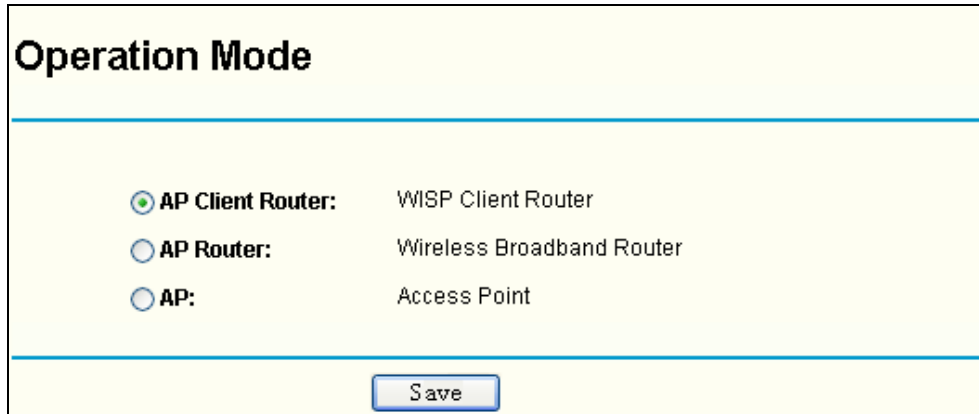 Operation Mode
AP Client Router: WISP Client Router
AP Router: Wireless Broadband Router
AP: Access Point
Save